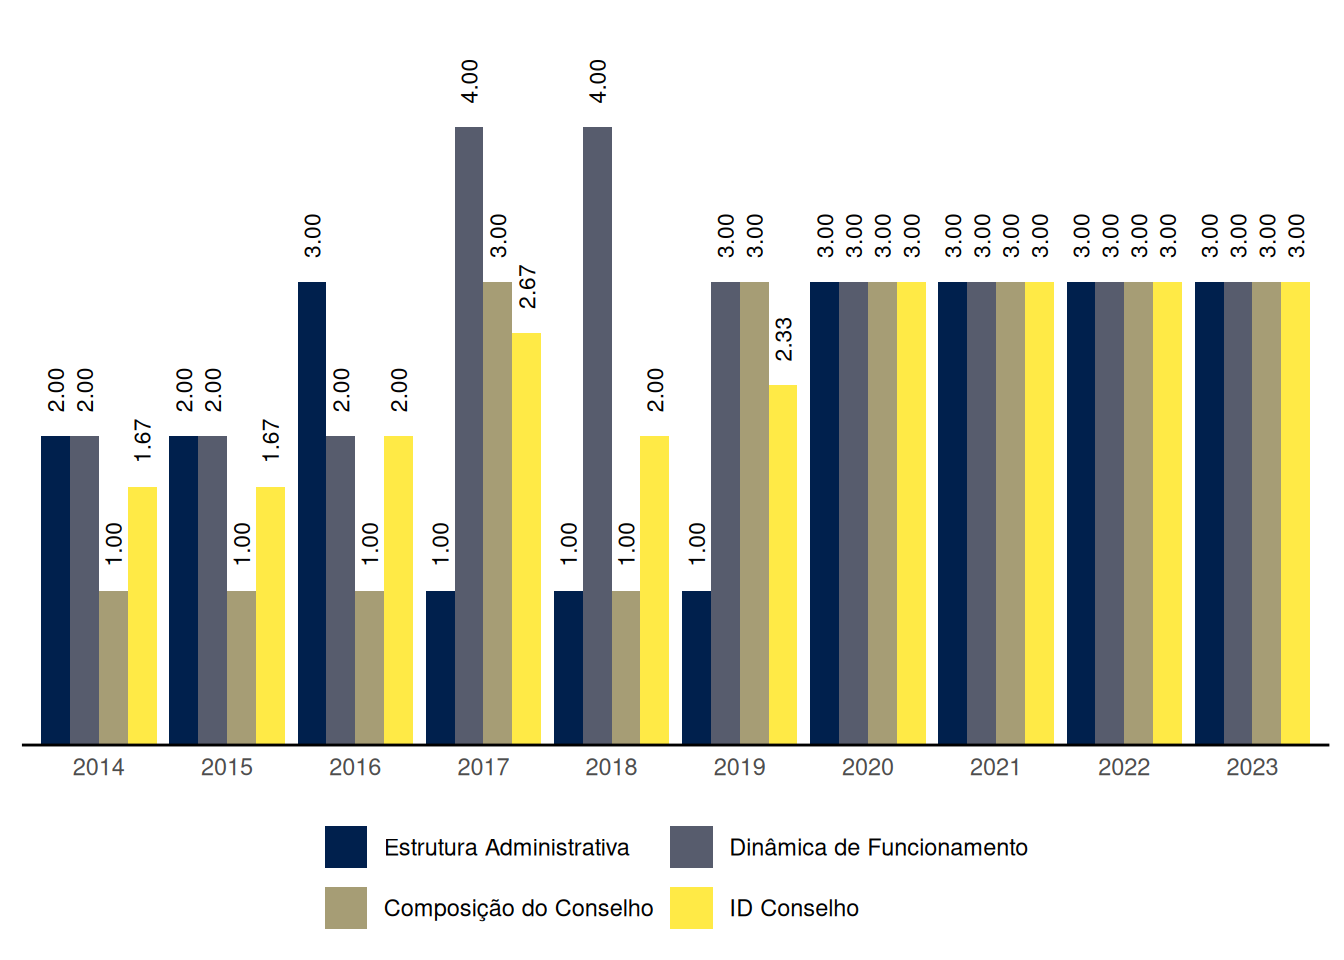 4.00 4.00
3.00 3.00 3.00 3.00 3.00 3.00 3.00 3.00 3.00 3.00 3.00 3.00 3.00 3.00 3.00 3.00 3.00 3.00 3.00 3.00
2.67
2.33
2.00 2.00 2.00 2.00 2.00 2.00 2.00
1.67 1.67
1.00 1.00 1.00 1.00 1.00 1.00 1.00
2014 2015 2016 2017 2018 2019 2020 2021 2022 2023
Estrutura Administrativa Dinâmica de Funcionamento
Composição do Conselho ID Conselho